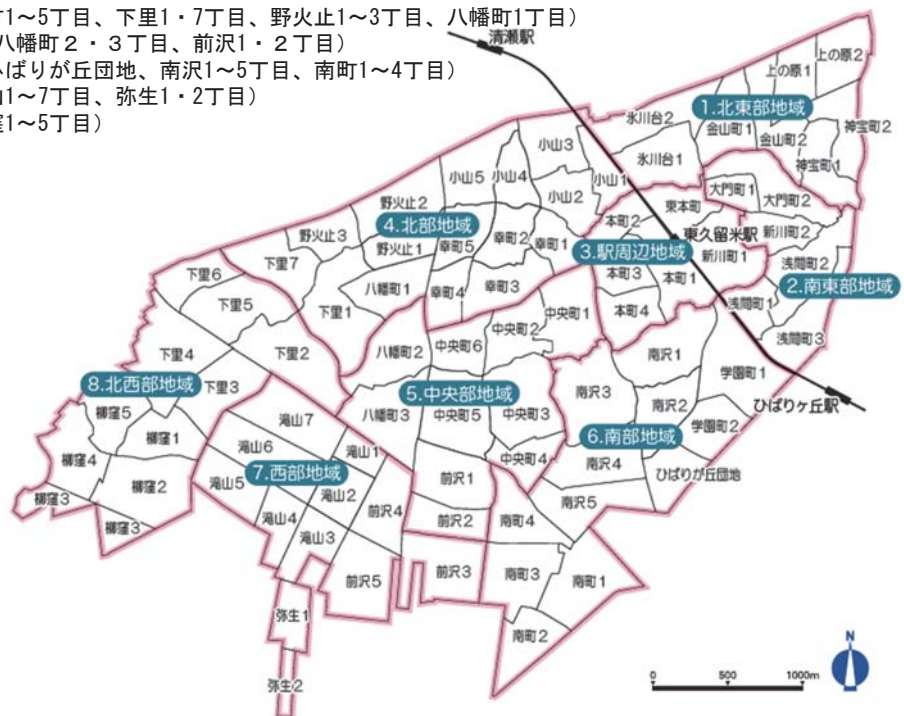 町1～5丁目、下里1・7丁目、野火止1～3丁目、八幡町1丁目）
八幡町２・３丁目、前沢1・２丁目）
ひばりが丘団地、南沢1～5丁目、南町1～4丁目）
山1～7丁目、弥生1・2丁目）
窪1～5丁目）
清瀬駅
上の原2
上の原1
1.北東部地域
氷川台2
金山町1
金山町2
神宝町2
小山3
氷川台1
神宝町1
小山5
小山4
小山1
大門町1
小山2
大門町2
野火止2
本町2
東本町
4.北部地域
野火止3
野火止1
幸町5
幸町2
幸町1
東久留米駅
新川町2
3.駅周辺地域
新川町1
下里7
下里6
浅間町2
本町3
本町1
2.南東部地域
八幡町1
幸町4
幸町3
下里5
浅間町1
下里1
中央町1
本町4
中央町2
浅間町3
下里4
下里2
八幡町2
中央町6
南沢1
学園町1
8.北西部地域
下里3
南沢3
5.中央部地域
南沢2
ひばりヶ丘駅
柳窪5
滝山7
八幡町3
中央町5
中央町3
学園町2
柳窪1
滝山6
滝山1
6.南部地域
柳窪4
中央町4
南沢4
7.西部地域
ひばりが丘団地
滝山5
前沢1
柳窪2
滝山2
柳窪3
南沢5
前沢4
滝山4
前沢2
南町4
柳窪3
滝山3
前沢5
前沢3
南町3
南町1
弥生1
南町2
N
弥生2
0 500 1000m